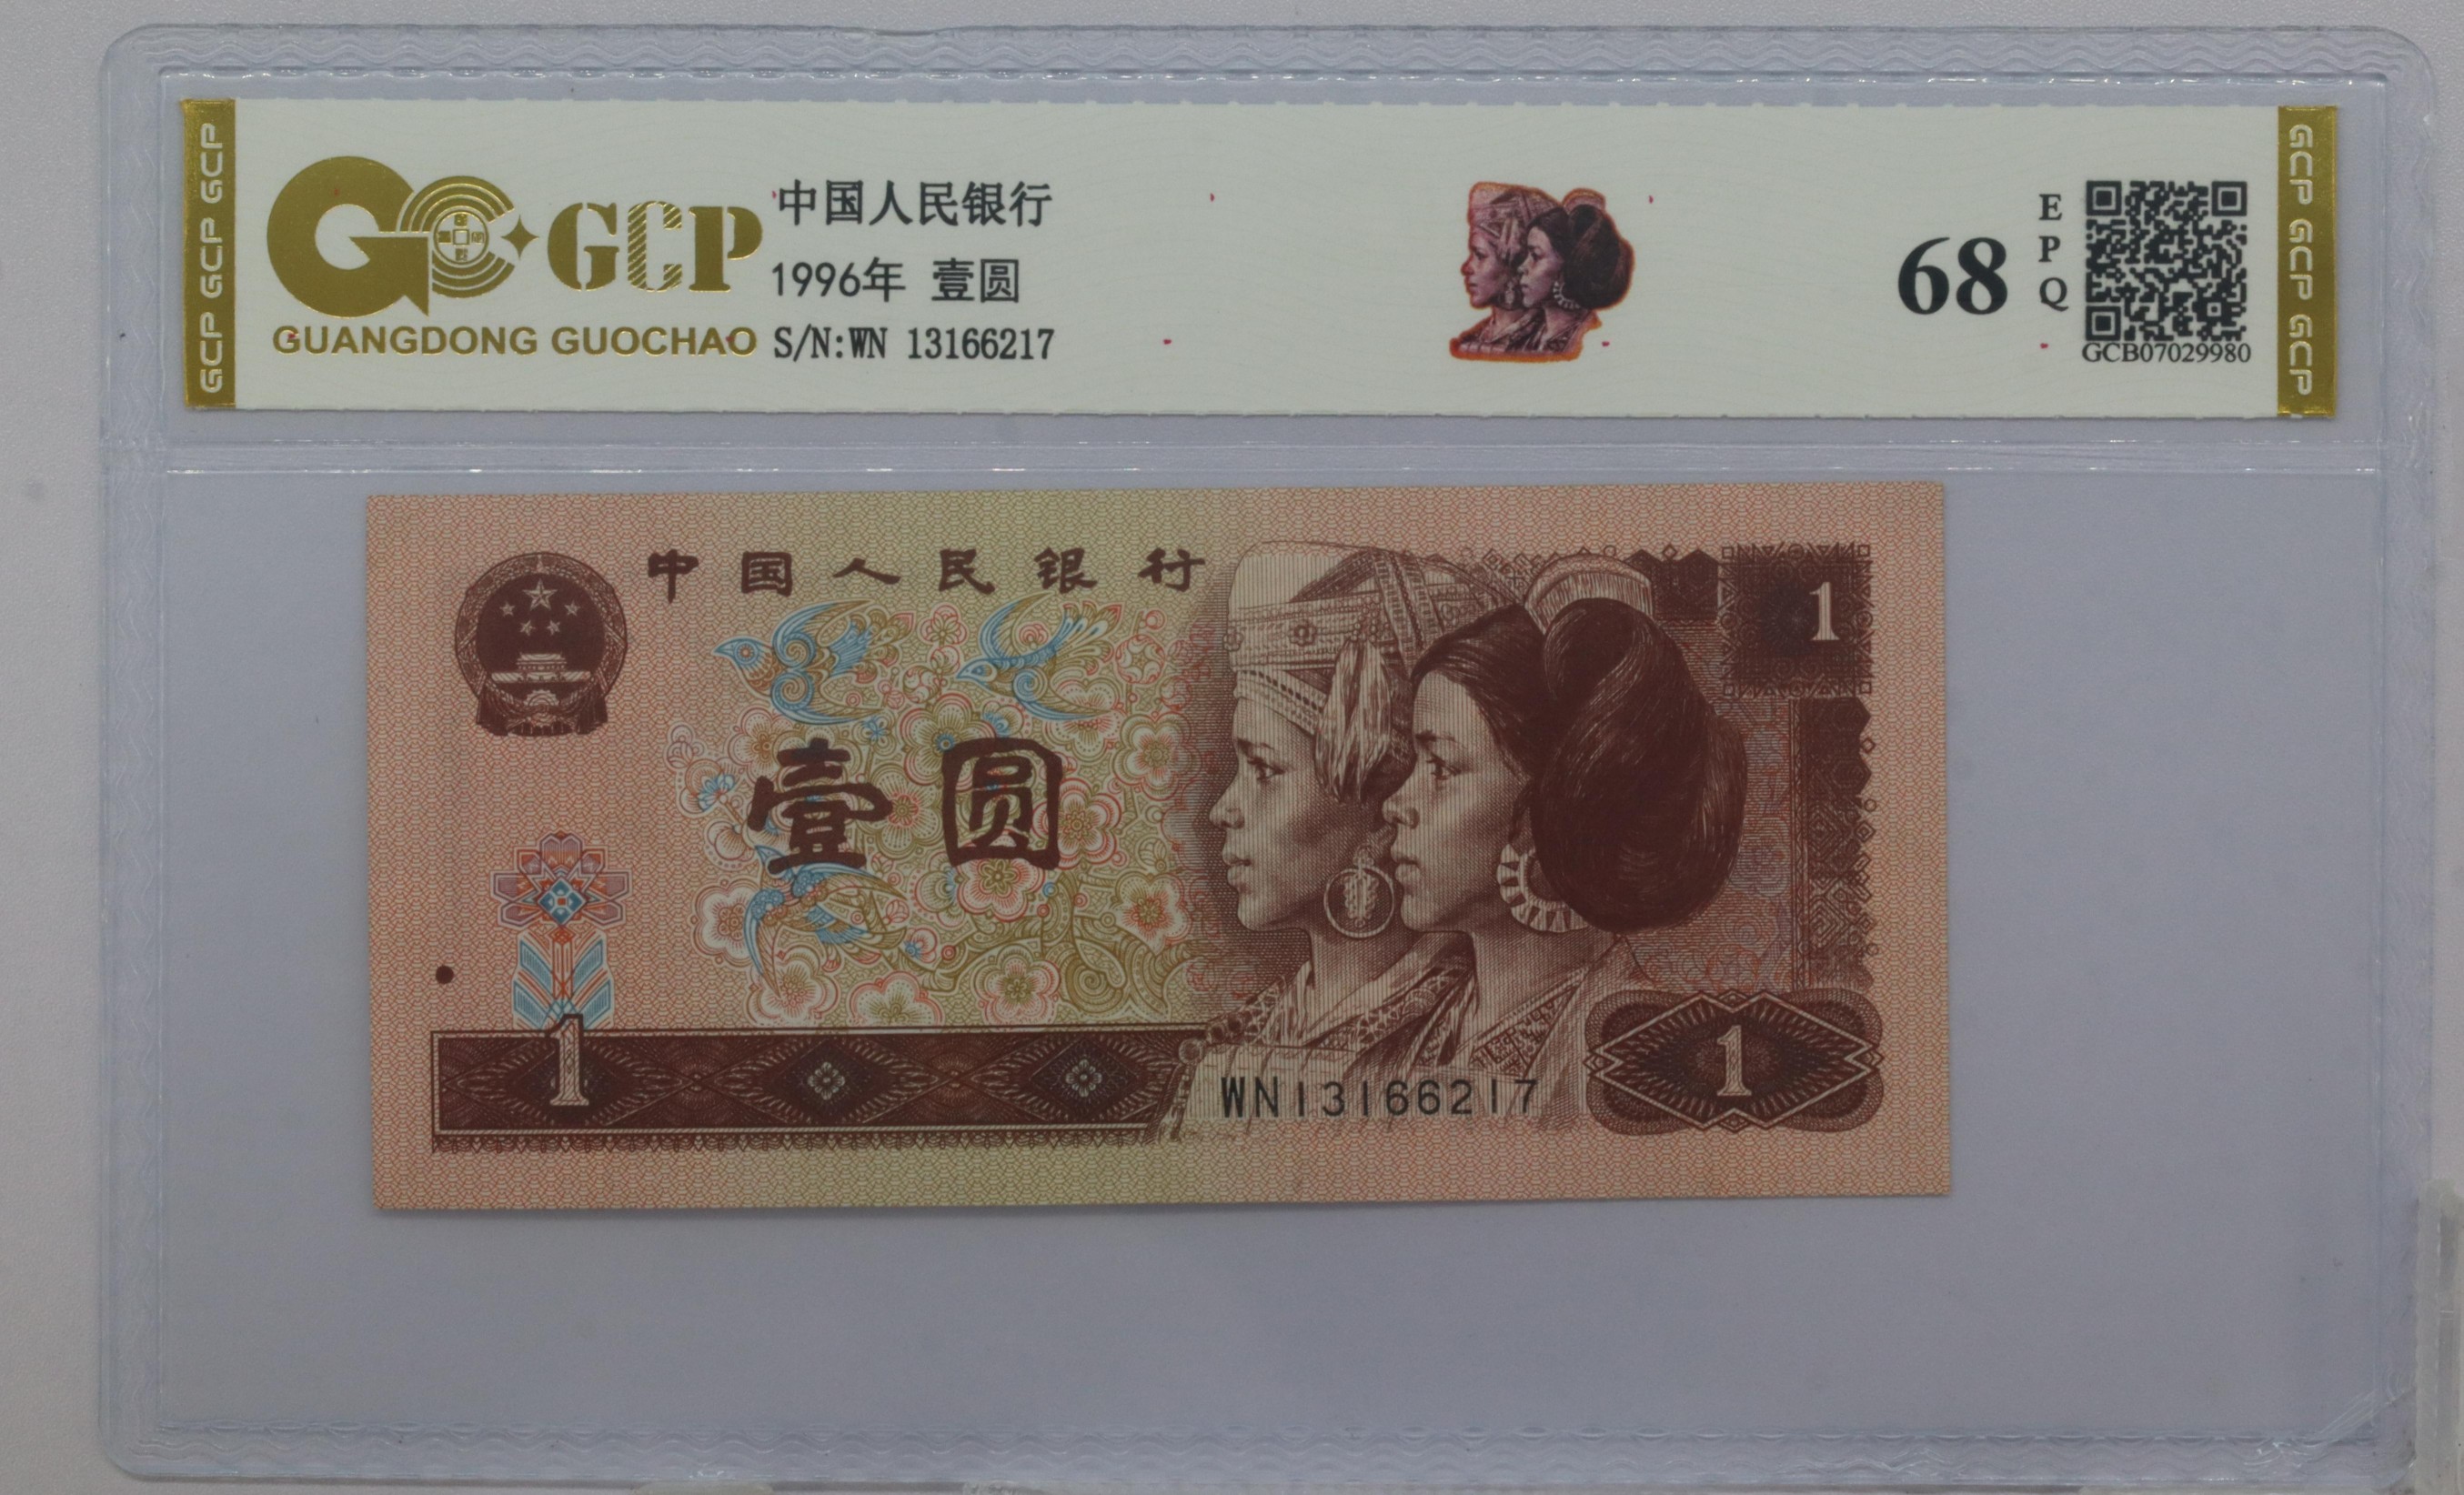 GCP GCP GCP
GCP
GUANGDONG GUOCHAO
中国人民银行
1996年 壹圆
S/N:WN 13166217
68
E
P
Q
GCB07029980
GCP GCP GCP
中国人民银行
1
壹圆
1
WN13166217
1